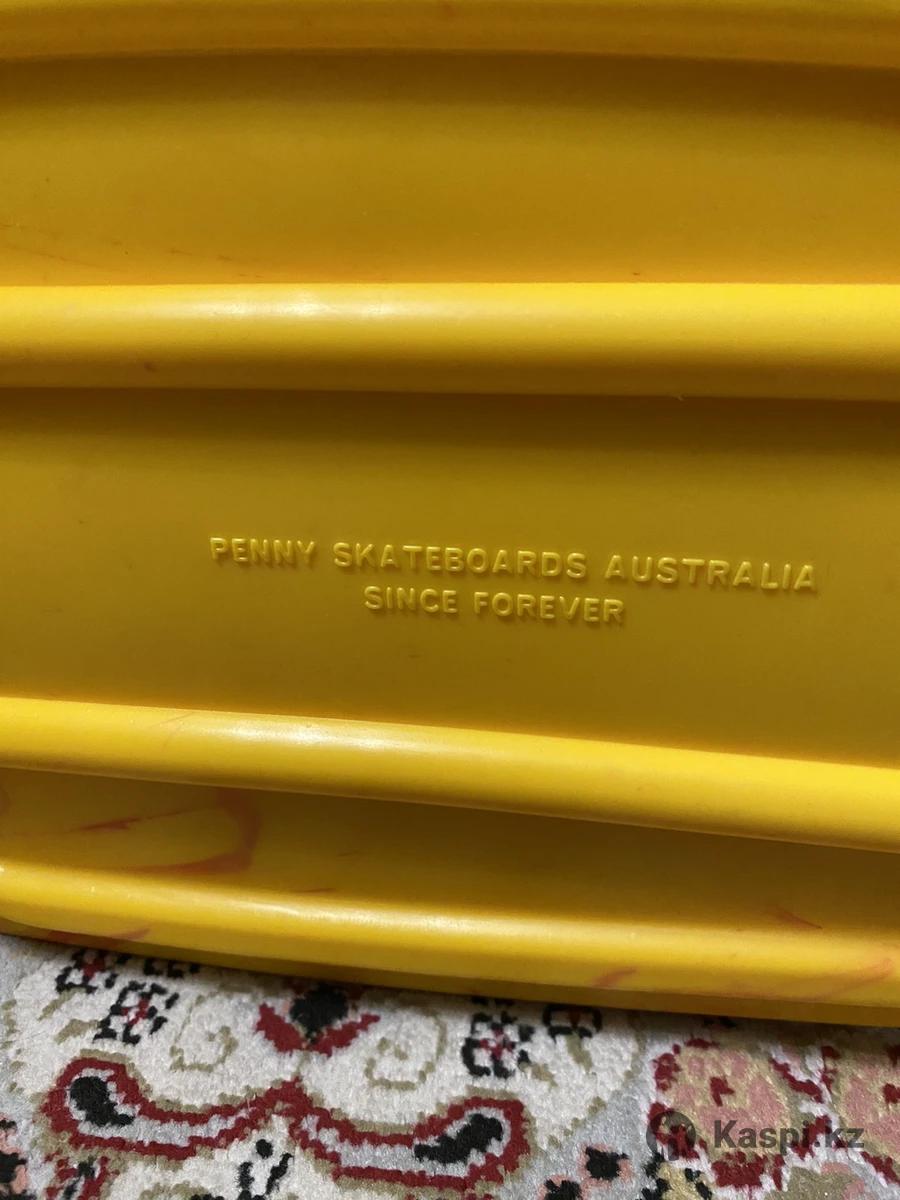 PENNY SKATEBOARDS AUSTRALIA
SINCE FOREVER
Kaspi.kz